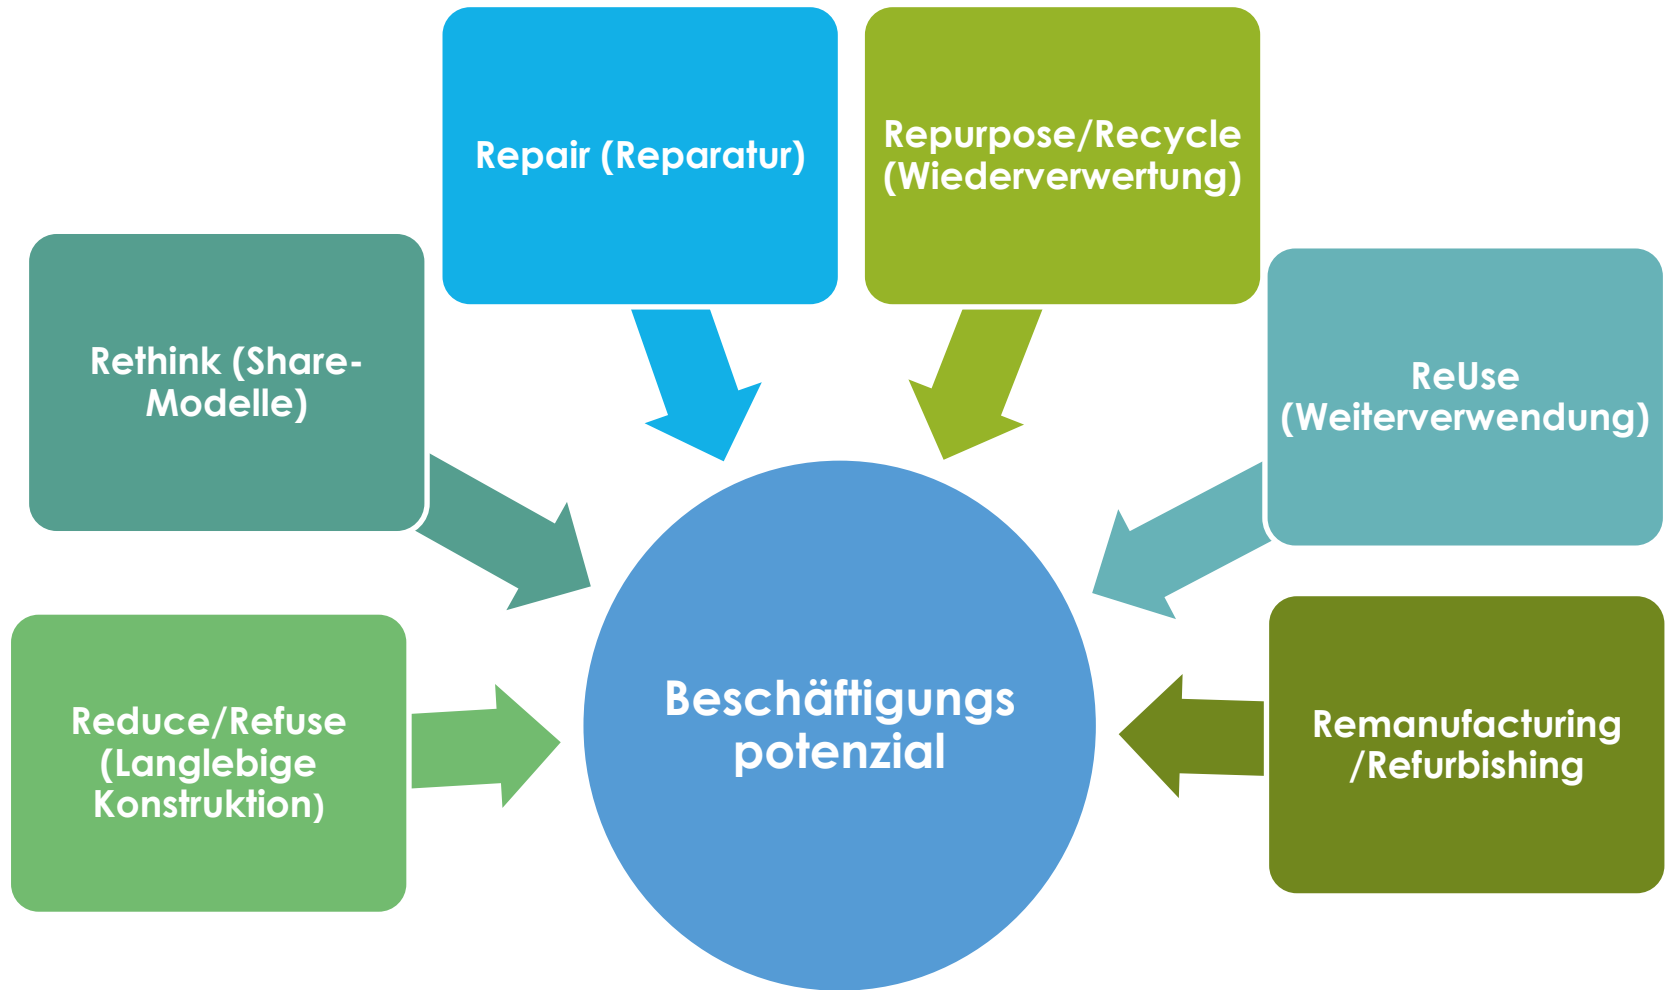 Repair (Reparatur)
Repurpose/Recycle
(Wiederverwertung)
Rethink (Share-
Modelle)
ReUse
(Weiterverwendung)
Reduce/Refuse
(Langlebige
Konstruktion)
Beschäftigungs
potenzial
Remanufacturing
/Refurbishing